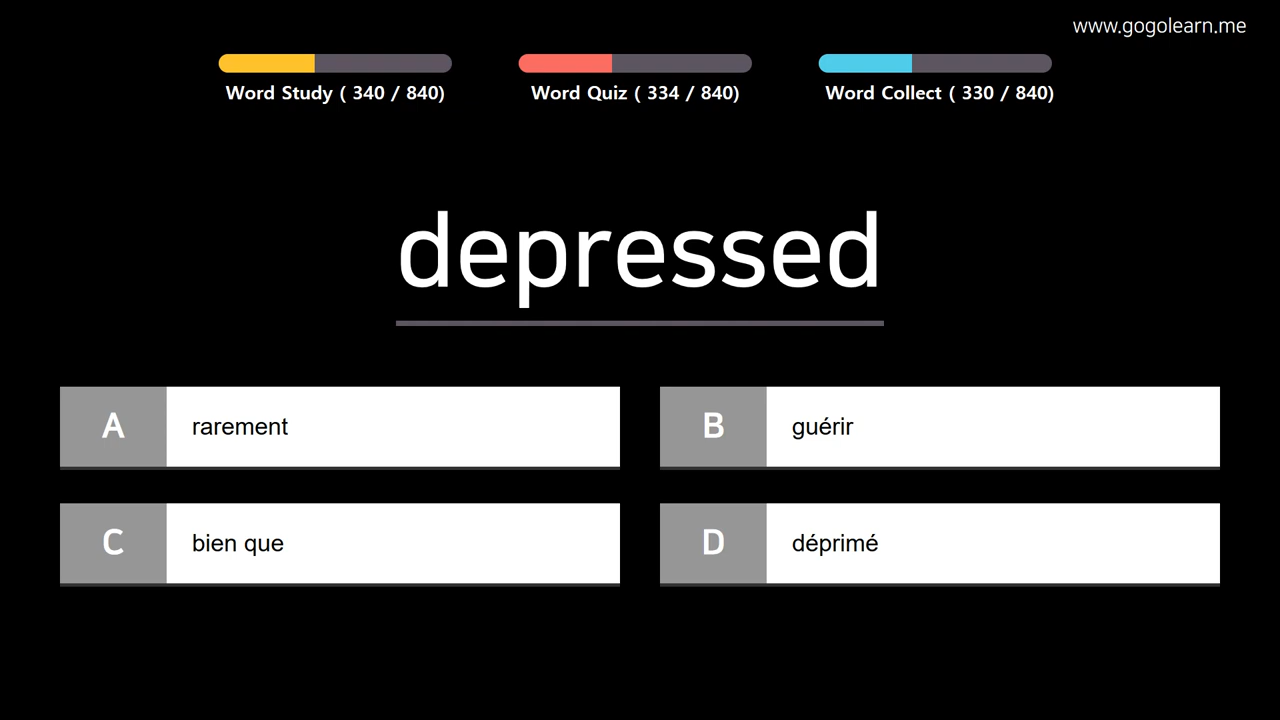 www.gogolearn.me
Word Study ( 340 / 840)
Word Quiz ( 334 / 840)
Word Collect ( 330 / 840)
depressed
A rarement
B guérir
C bien que
D déprimé